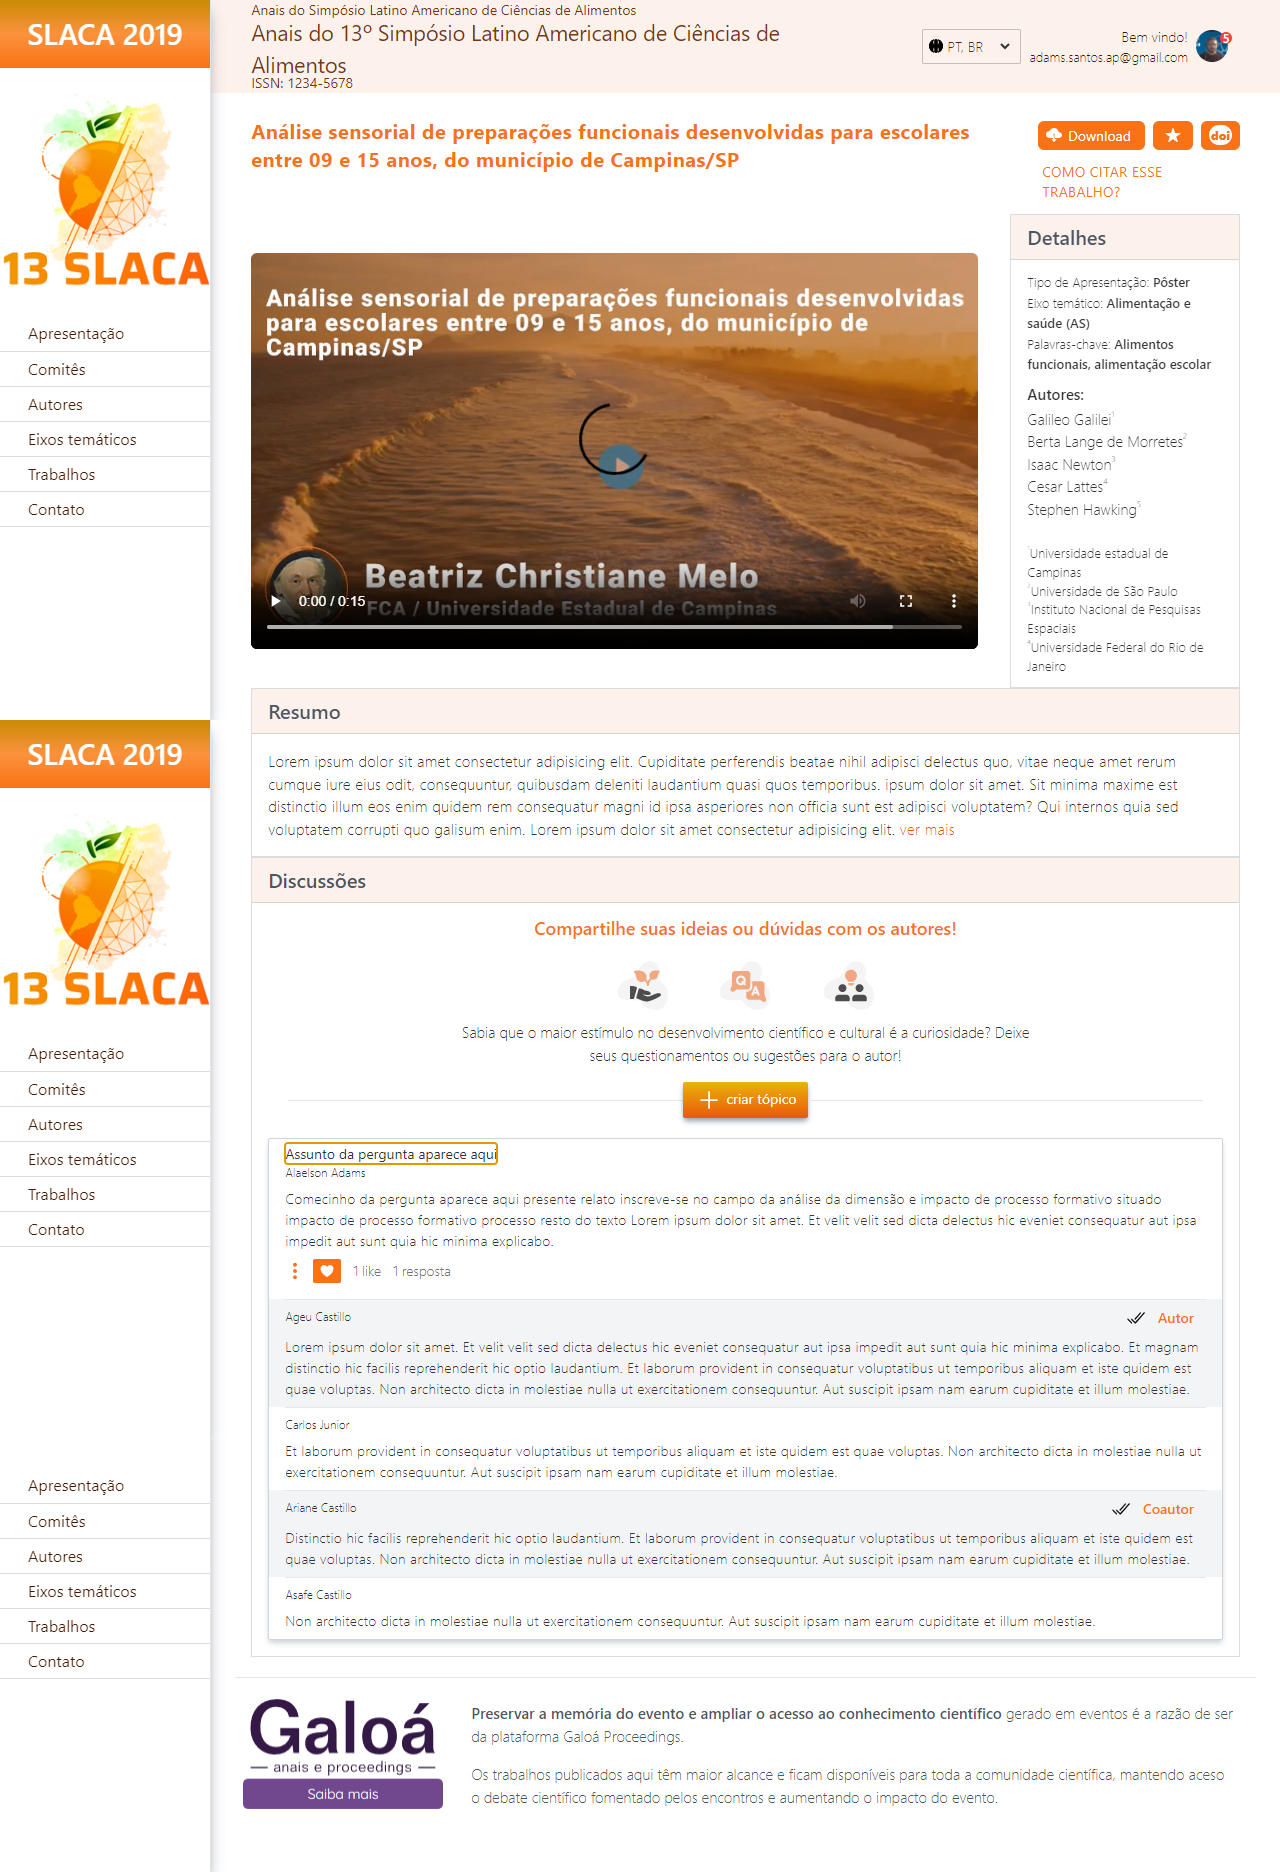 SLACA 2019
13 SLACA
Apresentação
Comitês
Autores
Eixos temáticos
Trabalhos
Contato
SLACA 2019
13 SLACA
Apresentação
Comitês
Autores
Eixos temáticos
Trabalhos
Contato
Apresentação
Comitês
Autores
Eixos temáticos
Trabalhos
Contato
Anais do Simpósio Latino Americano de Ciências de Alimentos
Anais do 13º Simpósio Latino Americano de Ciências de
Alimentos
ISSN: 1234-5678
PT, BR
Bem vindo!
adams.santos.ap@gmail.com
5
Análise sensorial de preparações funcionais desenvolvidas para escolares
entre 09 e 15 anos, do município de Campinas/SP
Download
doi
COMO CITAR ESSE
TRABALHO?
Análise sensorial de preparações funcionais desenvolvidas
para escolares entre 09 e 15 anos, do município de
Campinas/SP
Beatriz Christiane Melo
FCA / Universidade Estadual de Campinas
0:00 / 0:15
Detalhes
Tipo de Apresentação: Pôster
Eixo temático: Alimentação e
saúde (AS)
Palavras-chave: Alimentos
funcionais, alimentação escolar
Autores:
Galileo Galilei1
Berta Lange de Morretes2
Isaac Newton3
Cesar Lattes4
Stephen Hawking5
1Universidade estadual de
Campinas
2Universidade de São Paulo
3Instituto Nacional de Pesquisas
Espaciais
4Universidade Federal do Rio de
Janeiro
Resumo
Lorem ipsum dolor sit amet consectetur adipisicing elit. Cupiditate perferendis beatae nihil adipisci delectus quo, vitae neque amet rerum
cumque iure eius odit, consequuntur, quibusdam deleniti laudantium quasi quos temporibus. ipsum dolor sit amet. Sit minima maxime est
distinctio illum eos enim quidem rem consequatur magni id ipsa asperiores non officia sunt est adipisci voluptatem? Qui internos quia sed
voluptatem corrupti quo galisum enim. Lorem ipsum dolor sit amet consectetur adipisicing elit. ver mais
Discussões
Compartilhe suas ideias ou dúvidas com os autores!
Q
A
Sabia que o maior estímulo no desenvolvimento científico e cultural é a curiosidade? Deixe
seus questionamentos ou sugestões para o autor!
criar tópico
Assunto da pergunta aparece aqui
Alaelson Adams
Comecinho da pergunta aparece aqui presente relato inscreve-se no campo da análise da dimensão e impacto de processo formativo situado
impacto de processo formativo processo resto do texto Lorem ipsum dolor sit amet. Et velit velit sed dicta delectus hic eveniet consequatur aut ipsa
impedit aut sunt quia hic minima explicabo.
1 like 1 resposta
Ageu Castillo
Autor
Lorem ipsum dolor sit amet. Et velit velit sed dicta delectus hic eveniet consequatur aut ipsa impedit aut sunt quia hic minima explicabo. Et magnam
distinctio hic facilis reprehenderit hic optio laudantium. Et laborum provident in consequatur voluptatibus ut temporibus aliquam et iste quidem est
quae voluptas. Non architecto dicta in molestiae nulla ut exercitationem consequuntur. Aut suscipit ipsam nam earum cupiditate et illum molestiae.
Carlos Junior
Et laborum provident in consequatur voluptatibus ut temporibus aliquam et iste quidem est quae voluptas. Non architecto dicta in molestiae nulla ut
exercitationem consequuntur. Aut suscipit ipsam nam earum cupiditate et illum molestiae.
Ariane Castillo
Coautor
Distinctio hic facilis reprehenderit hic optio laudantium. Et laborum provident in consequatur voluptatibus ut temporibus aliquam et iste quidem est
quae voluptas. Non architecto dicta in molestiae nulla ut exercitationem consequuntur. Aut suscipit ipsam nam earum cupiditate et illum molestiae.
Asafe Castillo
Non architecto dicta in molestiae nulla ut exercitationem consequuntur. Aut suscipit ipsam nam earum cupiditate et illum molestiae.
Galoá
anais e proceedings
Saiba mais
Preservar a memória do evento e ampliar o acesso ao conhecimento científico gerado em eventos é a razão de ser
da plataforma Galoá Proceedings.
Os trabalhos publicados aqui têm maior alcance e ficam disponíveis para toda a comunidade científica, mantendo aceso
o debate científico fomentado pelos encontros e aumentando o impacto do evento.